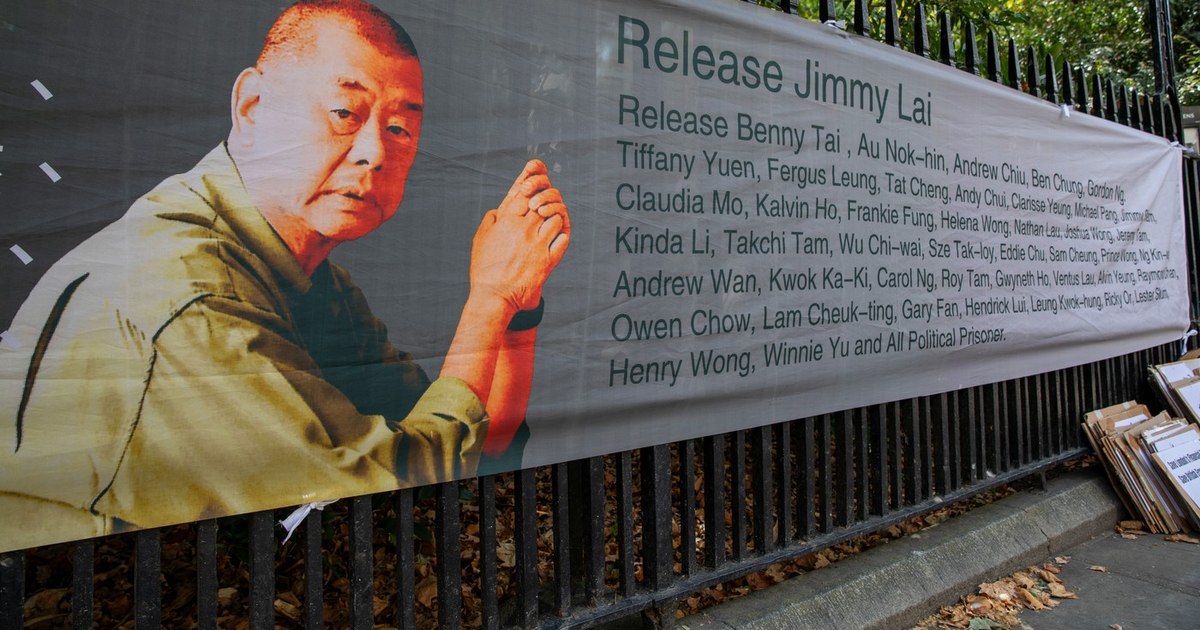 Release Jimmy Lai
Release Benny Tai , Au Nok-hin, Andrew Chiu, Ben Chung, Gordon Ng,
Tiffany Yuen, Fergus Leung, Tat Cheng, Andy Chui, Clarisse Yeung, Michael Pang, Jimmy
Claudia Mo, Kalvin Ho, Frankie Fung, Helena Wong, Nathan Lau, Joshua Wong,
Kinda Li, Takchi Tam, Wu Chi-wai, Sze Tak-loy, Eddie Chu, Sam Cheung, Prince Wong, Ng
Andrew Wan, Kwok Ka-Ki, Carol Ng, Roy Tam, Gwyneth Ho, Ventus Lau, Alvin Yeung,
Owen Chow, Lam Cheuk-ting, Gary Fan, Hendrick Lui, Leung Kwok-hung, Ricky Or, Lester
Henry Wong, Winnie Yu and All Political Prisoner.